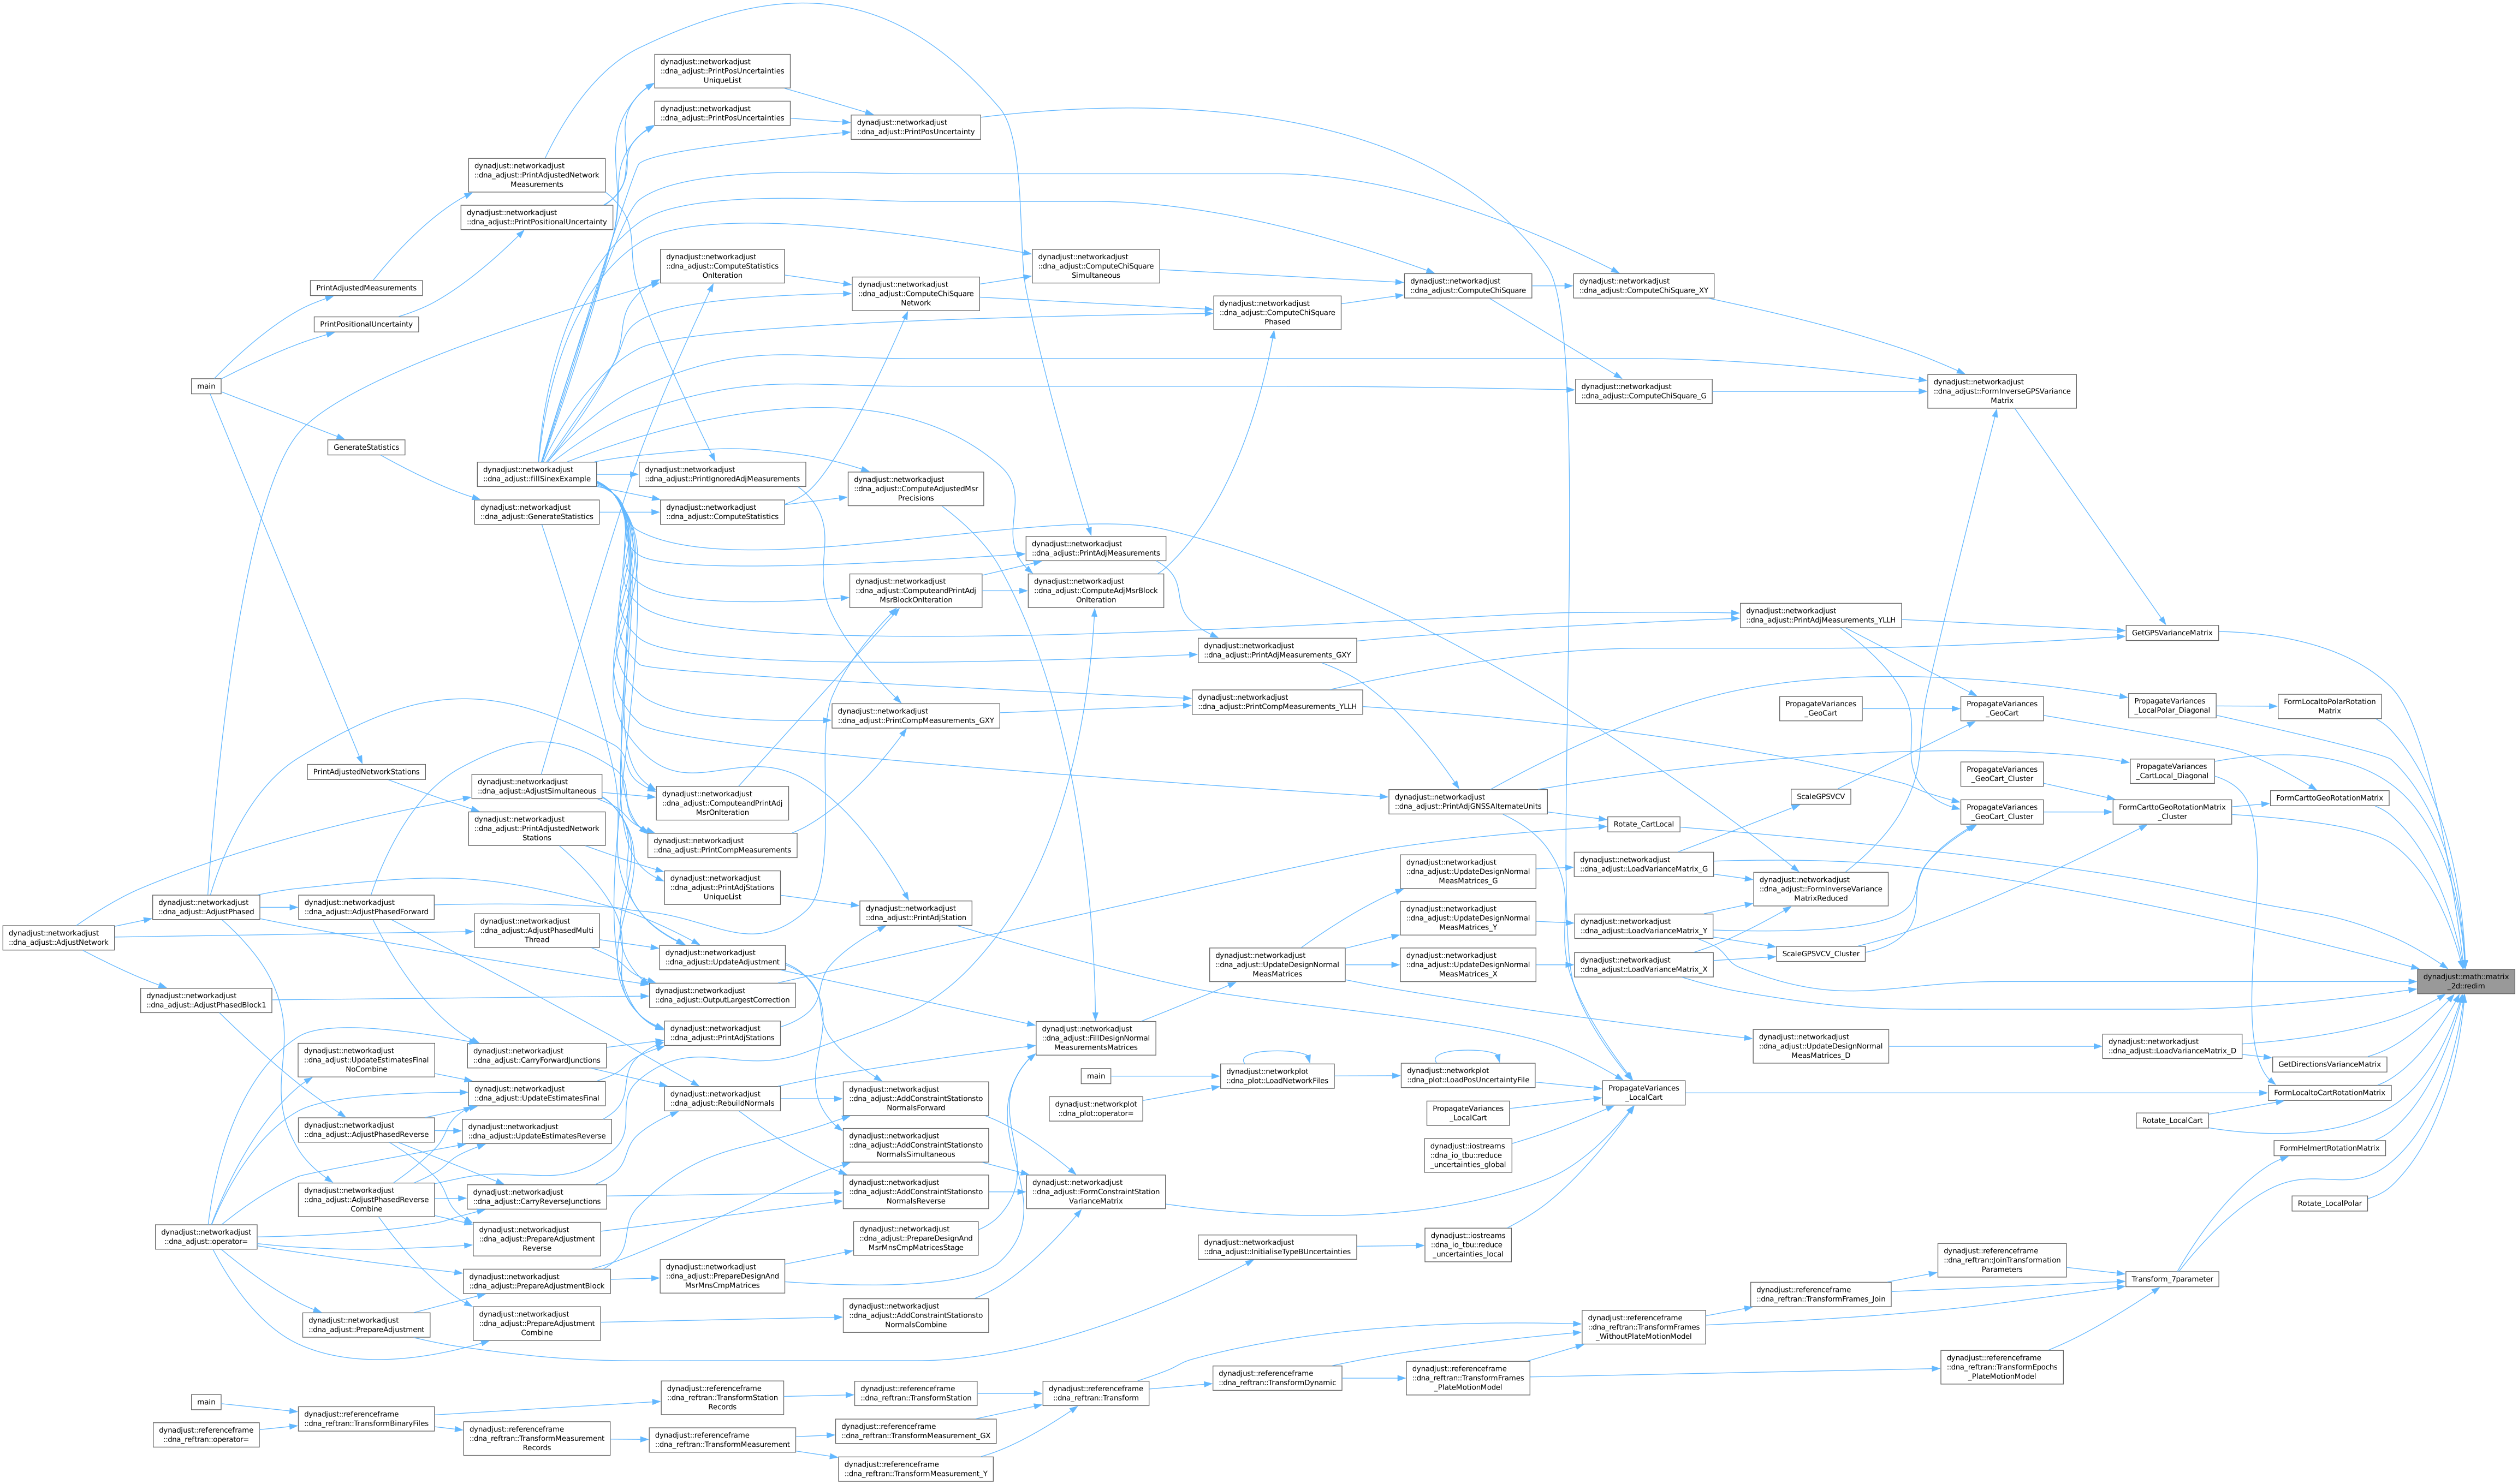 dynadjust::networkadjust
::dna_adjust::PrintPosUncertainties
UniqueList
dynadjust::networkadjust
::dna_adjust::PrintPosUncertainties
dynadjust::networkadjust
::dna_adjust::PrintPosUncertainty
dynadjust::networkadjust
::dna_adjust::PrintAdjustedNetwork
Measurements
dynadjust::networkadjust
::dna_adjust::PrintPositionalUncertainty
PrintAdjustedMeasurements
PrintPositionalUncertainty
main
GenerateStatistics
dynadjust::networkadjust
::dna_adjust::ComputeStatistics
OnIteration
dynadjust::networkadjust
::dna_adjust::ComputeChiSquare
Network
dynadjust::networkadjust
::dna_adjust::ComputeChiSquare
Simultaneous
dynadjust::networkadjust
::dna_adjust::ComputeChiSquare
Phased
dynadjust::networkadjust
::dna_adjust::ComputeChiSquare
dynadjust::networkadjust
::dna_adjust::ComputeChiSquare_XY
dynadjust::networkadjust
::dna_adjust::ComputeChiSquare_G
dynadjust::networkadjust
::dna_adjust::FormInverseGPSVariance
Matrix
dynadjust::networkadjust
::dna_adjust::fillSinexExample
dynadjust::networkadjust
::dna_adjust::GenerateStatistics
dynadjust::networkadjust
::dna_adjust::PrintIgnoredAdjMeasurements
dynadjust::networkadjust
::dna_adjust::ComputeStatistics
dynadjust::networkadjust
::dna_adjust::ComputeAdjustedMsr
Precisions
dynadjust::networkadjust
::dna_adjust::PrintAdjMeasurements
dynadjust::networkadjust
::dna_adjust::ComputeandPrintAdj
MsrBlockOnIteration
dynadjust::networkadjust
::dna_adjust::ComputeAdjMsrBlock
OnIteration
dynadjust::networkadjust
::dna_adjust::PrintAdjMeasurements_GXY
dynadjust::networkadjust
::dna_adjust::PrintAdjMeasurements_YLLH
GetGPSVarianceMatrix
dynadjust::networkadjust
::dna_adjust::PrintCompMeasurements_GXY
dynadjust::networkadjust
::dna_adjust::PrintCompMeasurements_YLLH
PropagateVariances
_GeoCart
PropagateVariances
_GeoCart
PropagateVariances
_LocalPolar_Diagonal
FormLocaltoPolarRotation
Matrix
PrintAdjustedNetworkStations
dynadjust::networkadjust
::dna_adjust::AdjustSimultaneous
dynadjust::networkadjust
::dna_adjust::ComputeandPrintAdj
MsrOnIteration
dynadjust::networkadjust
::dna_adjust::PrintAdjGNSSAlternateUnits
ScaleGPSVCV
PropagateVariances
_GeoCart_Cluster
PropagateVariances
_CartLocal_Diagonal
FormCarttoGeoRotationMatrix
dynadjust::networkadjust
::dna_adjust::PrintAdjustedNetwork
Stations
dynadjust::networkadjust
::dna_adjust::PrintCompMeasurements
Rotate_CartLocal
PropagateVariances
_GeoCart_Cluster
FormCarttoGeoRotationMatrix
_Cluster
dynadjust::networkadjust
::dna_adjust::AdjustPhased
dynadjust::networkadjust
::dna_adjust::AdjustPhasedForward
dynadjust::networkadjust
::dna_adjust::PrintAdjStations
UniqueList
dynadjust::networkadjust
::dna_adjust::PrintAdjStation
dynadjust::networkadjust
::dna_adjust::UpdateDesignNormal
MeasMatrices_G
dynadjust::networkadjust
::dna_adjust::LoadVarianceMatrix_G
dynadjust::networkadjust
::dna_adjust::FormInverseVariance
MatrixReduced
dynadjust::networkadjust
::dna_adjust::AdjustNetwork
dynadjust::networkadjust
::dna_adjust::AdjustPhasedMulti
Thread
dynadjust::networkadjust
::dna_adjust::UpdateAdjustment
dynadjust::networkadjust
::dna_adjust::UpdateDesignNormal
MeasMatrices_Y
dynadjust::networkadjust
::dna_adjust::LoadVarianceMatrix_Y
ScaleGPSVCV_Cluster
dynadjust::networkadjust
::dna_adjust::UpdateDesignNormal
MeasMatrices
dynadjust::networkadjust
::dna_adjust::UpdateDesignNormal
MeasMatrices_X
dynadjust::networkadjust
::dna_adjust::LoadVarianceMatrix_X
dynadjust::math::matrix
_2d::redim
dynadjust::networkadjust
::dna_adjust::AdjustPhasedBlock1
dynadjust::networkadjust
::dna_adjust::OutputLargestCorrection
dynadjust::networkadjust
::dna_adjust::PrintAdjStations
dynadjust::networkadjust
::dna_adjust::FillDesignNormal
MeasurementsMatrices
dynadjust::networkadjust
::dna_adjust::UpdateDesignNormal
MeasMatrices_D
dynadjust::networkadjust
::dna_adjust::LoadVarianceMatrix_D
GetDirectionsVarianceMatrix
dynadjust::networkadjust
::dna_adjust::UpdateEstimatesFinal
NoCombine
dynadjust::networkadjust
::dna_adjust::CarryForwardJunctions
dynadjust::networkadjust
::dna_adjust::UpdateEstimatesFinal
dynadjust::networkadjust
::dna_adjust::RebuildNormals
dynadjust::networkadjust
::dna_adjust::AddConstraintStationsto
NormalsForward
main
dynadjust::networkplot
::dna_plot::LoadNetworkFiles
dynadjust::networkplot
::dna_plot::LoadPosUncertaintyFile
dynadjust::networkplot
::dna_plot::operator=
PropagateVariances
_LocalCart
PropagateVariances
_LocalCart
FormLocaltoCartRotationMatrix
Rotate_LocalCart
FormHelmertRotationMatrix
Rotate_LocalPolar
dynadjust::networkadjust
::dna_adjust::AdjustPhasedReverse
dynadjust::networkadjust
::dna_adjust::UpdateEstimatesReverse
dynadjust::networkadjust
::dna_adjust::AddConstraintStationsto
NormalsSimultaneous
dynadjust::iostreams
::dna_io_tbu::reduce
_uncertainties_global
dynadjust::networkadjust
::dna_adjust::AdjustPhasedReverse
Combine
dynadjust::networkadjust
::dna_adjust::CarryReverseJunctions
dynadjust::networkadjust
::dna_adjust::AddConstraintStationsto
NormalsReverse
dynadjust::networkadjust
::dna_adjust::FormConstraintStation
VarianceMatrix
dynadjust::networkadjust
::dna_adjust::operator=
dynadjust::networkadjust
::dna_adjust::PrepareAdjustment
Reverse
dynadjust::networkadjust
::dna_adjust::PrepareDesignAnd
MsrMnsCmpMatricesStage
dynadjust::networkadjust
::dna_adjust::InitialiseTypeBUncertainties
dynadjust::iostreams
::dna_io_tbu::reduce
_uncertainties_local
dynadjust::networkadjust
::dna_adjust::PrepareAdjustmentBlock
dynadjust::networkadjust
::dna_adjust::PrepareDesignAnd
MsrMnsCmpMatrices
dynadjust::networkadjust
::dna_adjust::PrepareAdjustment
dynadjust::networkadjust
::dna_adjust::PrepareAdjustment
Combine
dynadjust::networkadjust
::dna_adjust::AddConstraintStationsto
NormalsCombine
dynadjust::referenceframe
::dna_reftran::JoinTransformation
Parameters
Transform_7parameter
dynadjust::referenceframe
::dna_reftran::TransformFrames_Join
dynadjust::referenceframe
::dna_reftran::TransformFrames
_WithoutPlateMotionModel
dynadjust::referenceframe
::dna_reftran::TransformEpochs
_PlateMotionModel
dynadjust::referenceframe
::dna_reftran::TransformFrames
_PlateMotionModel
dynadjust::referenceframe
::dna_reftran::TransformDynamic
dynadjust::referenceframe
::dna_reftran::Transform
dynadjust::referenceframe
::dna_reftran::TransformStation
dynadjust::referenceframe
::dna_reftran::TransformStation
Records
main
dynadjust::referenceframe
::dna_reftran::TransformBinaryFiles
dynadjust::referenceframe
::dna_reftran::operator=
dynadjust::referenceframe
::dna_reftran::TransformMeasurement
Records
dynadjust::referenceframe
::dna_reftran::TransformMeasurement
dynadjust::referenceframe
::dna_reftran::TransformMeasurement_GX
dynadjust::referenceframe
::dna_reftran::TransformMeasurement_Y